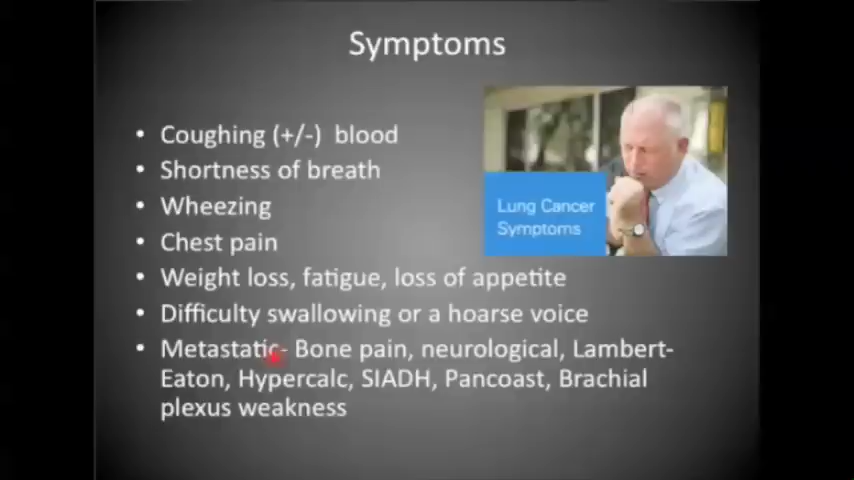 Symptoms
• Coughing (+/-) blood
• Shortness of breath
• Wheezing
• Chest pain
• Weight loss, fatigue, loss of appetite
• Difficulty swallowing or a hoarse voice
• Metastatic- Bone pain, neurological, Lambert-
Eaton, Hypercalc, SIADH, Pancoast, Brachial
plexus weakness
Lung Cancer
Symptoms